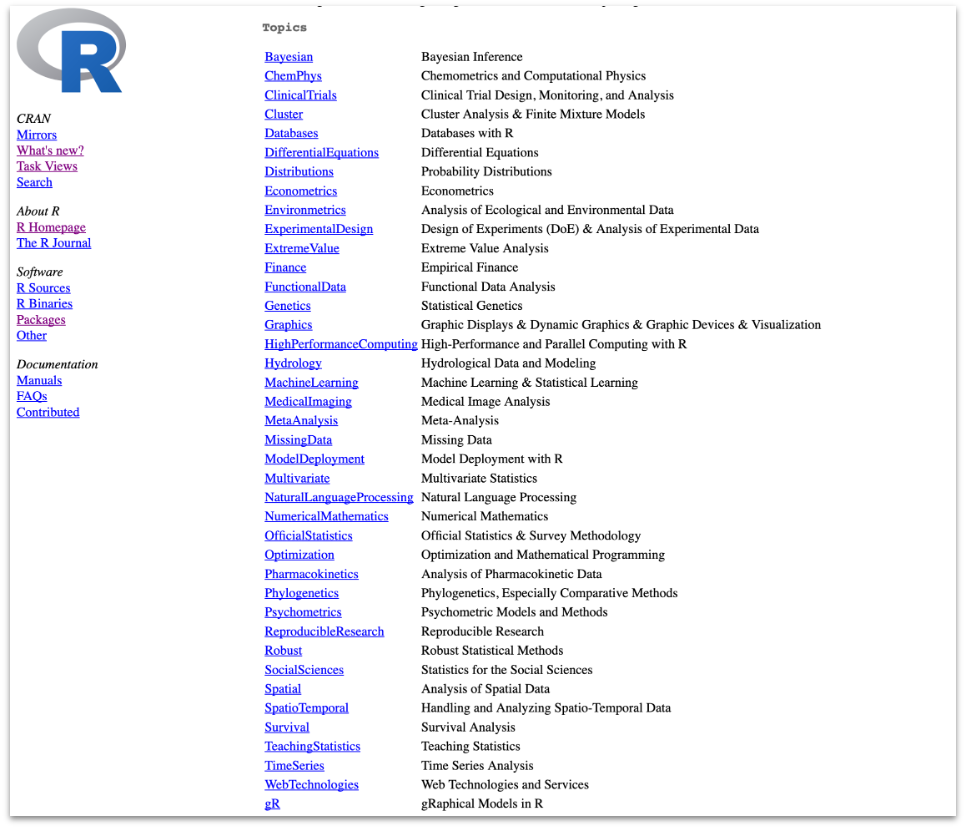 R
CRAN
Mirrors
What's new?
Task Views
Search
About R
R Homepage
The R Journal
Software
R Sources
R Binaries
Packages
Other
Documentation
Manuals
FAQs
Contributed
Topics
Bayesian Bayesian Inference
ChemPhys Chemometrics and Computational Physics
ClinicalTrials Clinical Trial Design, Monitoring, and Analysis
Cluster Cluster Analysis & Finite Mixture Models
Databases Databases with R
DifferentialEquations Differential Equations
Distributions Probability Distributions
Econometrics Econometrics
Environmetrics Analysis of Ecological and Environmental Data
ExperimentalDesign Design of Experiments (DoE) & Analysis of Experimental Data
ExtremeValue Extreme Value Analysis
Finance Empirical Finance
FunctionalData Functional Data Analysis
Genetics Statistical Genetics
Graphics Graphic Displays & Dynamic Graphics & Graphic Devices & Visualization
HighPerformanceComputing High-Performance and Parallel Computing with R
Hydrology Hydrological Data and Modeling
MachineLearning Machine Learning & Statistical Learning
MedicalImaging Medical Image Analysis
MetaAnalysis Meta-Analysis
MissingData Missing Data
ModelDeployment Model Deployment with R
Multivariate Multivariate Statistics
NaturalLanguageProcessing Natural Language Processing
NumericalMathematics Numerical Mathematics
OfficialStatistics Official Statistics & Survey Methodology
Optimization Optimization and Mathematical Programming
Pharmacokinetics Analysis of Pharmacokinetic Data
Phylogenetics Phylogenetics, Especially Comparative Methods
Psychometrics Psychometric Models and Methods
ReproducibleResearch Reproducible Research
Robust Robust Statistical Methods
SocialSciences Statistics for the Social Sciences
Spatial Analysis of Spatial Data
SpatioTemporal Handling and Analyzing Spatio-Temporal Data
Survival Survival Analysis
TeachingStatistics Teaching Statistics
TimeSeries Time Series Analysis
WebTechnologies Web Technologies and Services
gR gRaphical Models in R